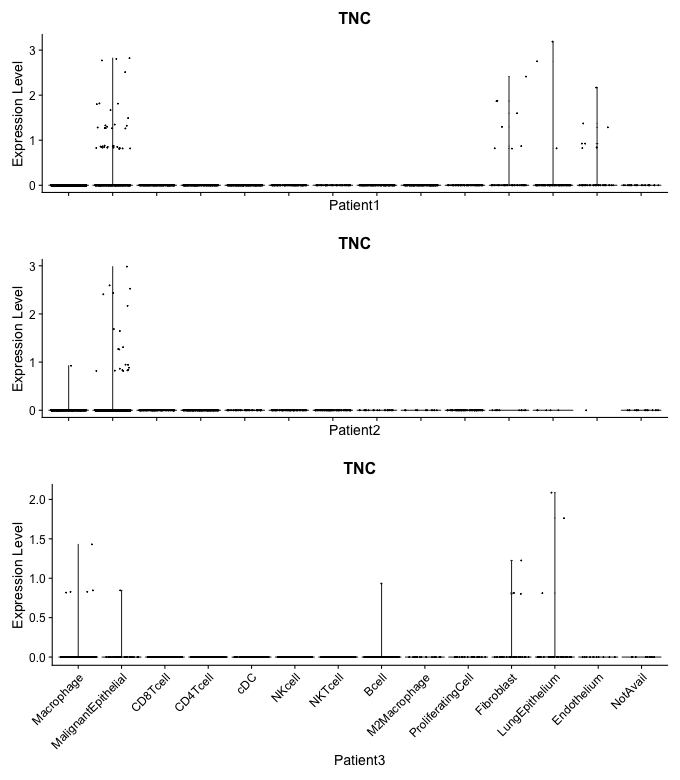 TNC
Expression Level
3
2
1
0
Patient1
TNC
Expression Level
3
2
1
0
Patient2
TNC
Expression Level
2.0
1.5
1.0
0.5
0.0
Macrophage
MalignantEpithelial
CD8Tcell
CD4Tcell
cDC
NKcell
NKTcell
Bcell
M2Macrophage
ProliferatingCell
Fibroblast
LungEpithelium
Endothelium
NotAvail
Patient3